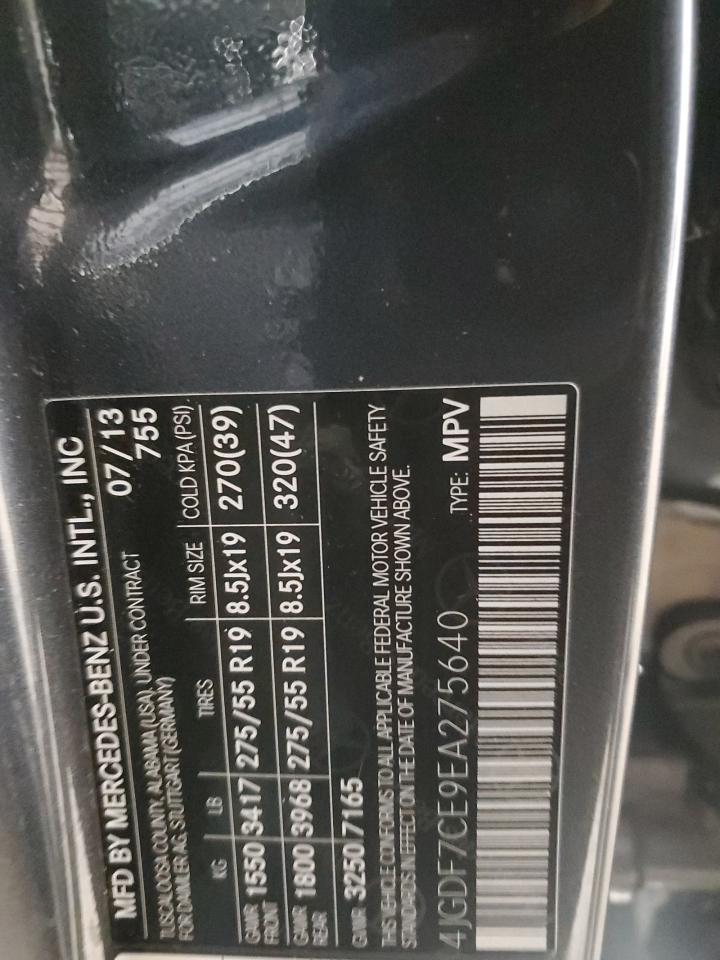 MFD BY MERCEDES-BENZ U.S. INTL., INC
TUSCALOOSA COUNTY, ALABAMA (USA), UNDER CONTRACT 07/13
FOR DAIMLER AG, STUTTGART (GERMANY) 755
KG LB TIRES RIM SIZE COLD KPA (PSI)
GAWR FRONT 1550 3417 275/55 R19 8.5Jx19 270(39)
GAWR REAR 1800 3968 275/55 R19 8.5Jx19 320(47)
GVWR 3250 7165
THIS VEHICLE CONFORMS TO ALL APPLICABLE FEDERAL MOTOR VEHICLE SAFETY
STANDARDS IN EFFECT ON THE DATE OF MANUFACTURE SHOWN ABOVE.
4JGDF7CE9EA275640 TYPE: MPV